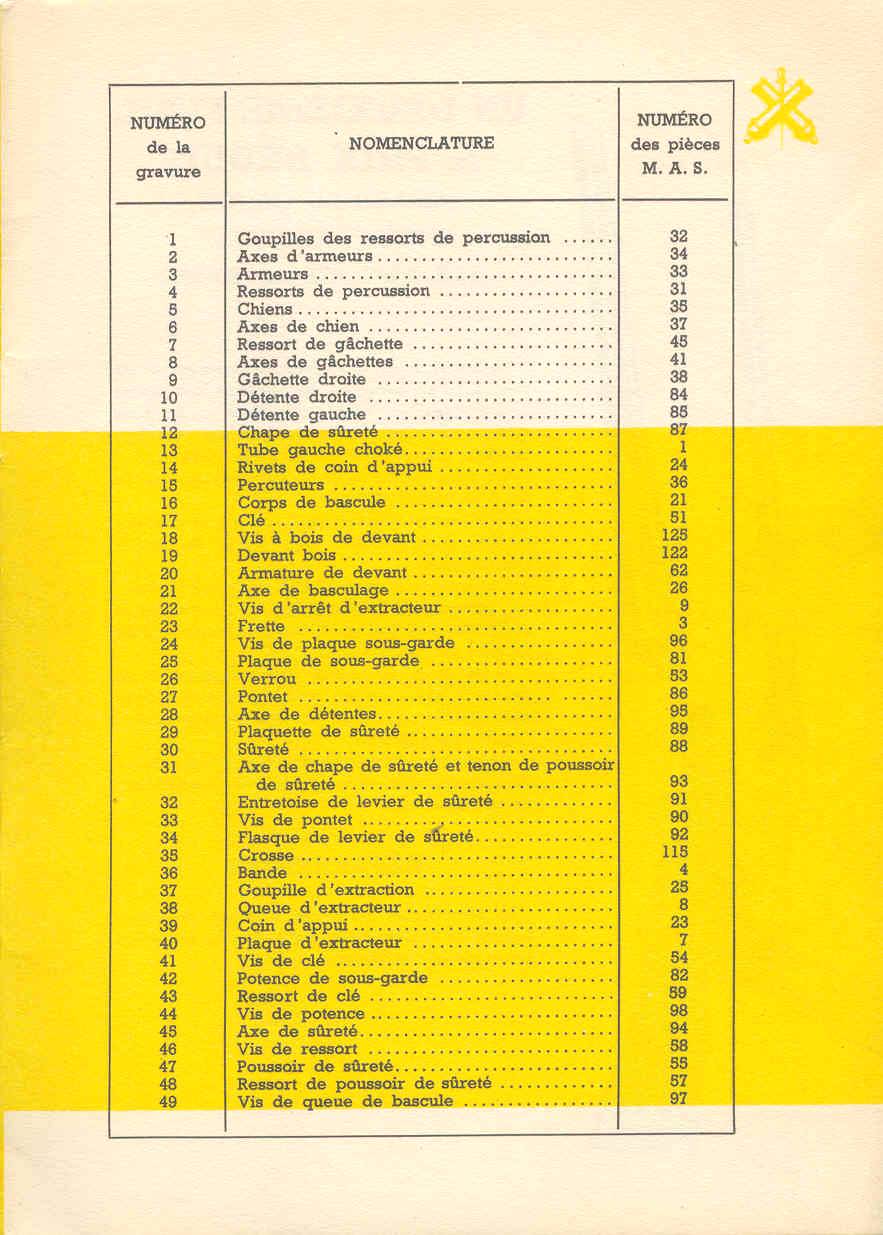 NUMÉRO de la gravure | NOMENCLATURE | NUMÉRO des pièces M. A. S.
1 Goupilles des ressorts de percussion ...... 32
2 Axes d'armeurs ........................... 34
3 Armeurs .................................. 33
4 Ressorts de percussion .................... 31
5 Chiens .................................... 35
6 Axes de chien ............................ 37
7 Ressort de gâchette ....................... 45
8 Axes de gâchettes ........................ 41
9 Gâchette droite ........................... 38
10 Détente droite ............................ 84
11 Détente gauche ........................... 85
12 Chape de sûreté .......................... 87
13 Tube gauche choké ........................ 1
14 Rivets de coin d'appui .................... 24
15 Percuteurs ................................ 36
16 Corps de bascule ......................... 21
17 Clé ....................................... 51
18 Vis à bois de devant ...................... 125
19 Devant bois ............................... 122
20 Armature de devant ....................... 62
21 Axe de basculage ......................... 26
22 Vis d'arrêt d'extracteur ................... 9
23 Frette .................................... 3
24 Vis de plaque sous-garde ................. 96
25 Plaque de sous-garde ..................... 81
26 Verrou ................................... 53
27 Pontet .................................... 86
28 Axe de détentes ........................... 95
29 Plaquette de sûreté ....................... 89
30 Sûreté .................................... 88
31 Axe de chape de sûreté et tenon de poussoir
de sûreté ............................... 93
32 Entretoise de levier de sûreté ............. 91
33 Vis de pontet ............................. 90
34 Flasque de levier de sûreté ................ 92
35 Crosse .................................... 115
36 Bande .................................... 4
37 Goupille d'extraction ..................... 25
38 Queue d'extracteur ........................ 8
39 Coin d'appui .............................. 23
40 Plaque d'extracteur ....................... 7
41 Vis de clé ................................ 54
42 Potence de sous-garde .................... 82
43 Ressort de clé ............................ 59
44 Vis de potence ............................ 98
45 Axe de sûreté ............................. 94
46 Vis de ressort ............................ 58
47 Poussoir de sûreté ......................... 55
48 Ressort de poussoir de sûreté ............. 57
49 Vis de queue de bascule ................. 97